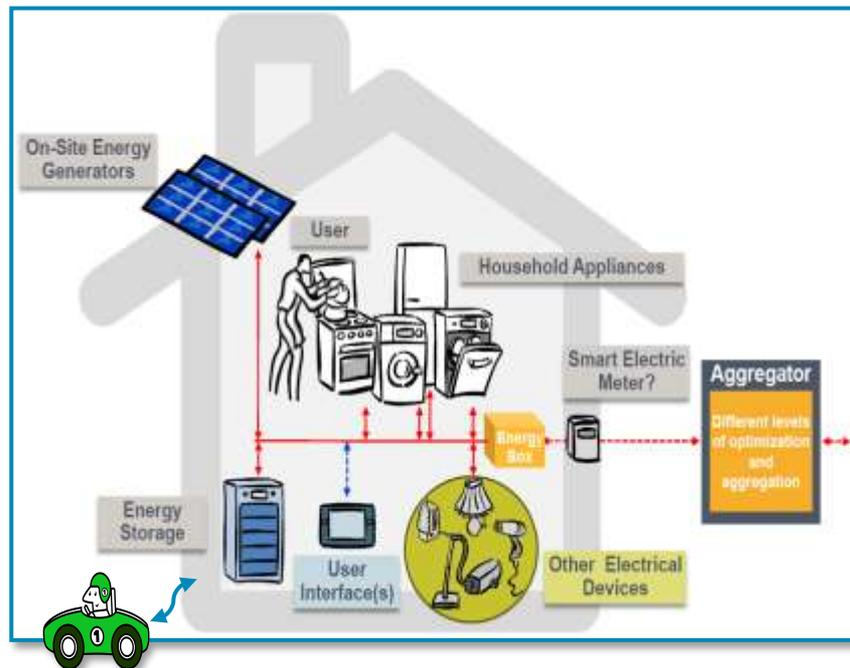 On-Site Energy
Generators
User
Household Appliances
Smart Electric
Meter?
Aggregator
Different levels
of optimization
and
aggregation
Energy
Box
Energy
Storage
User
Interface(s)
Other Electrical
Devices
1